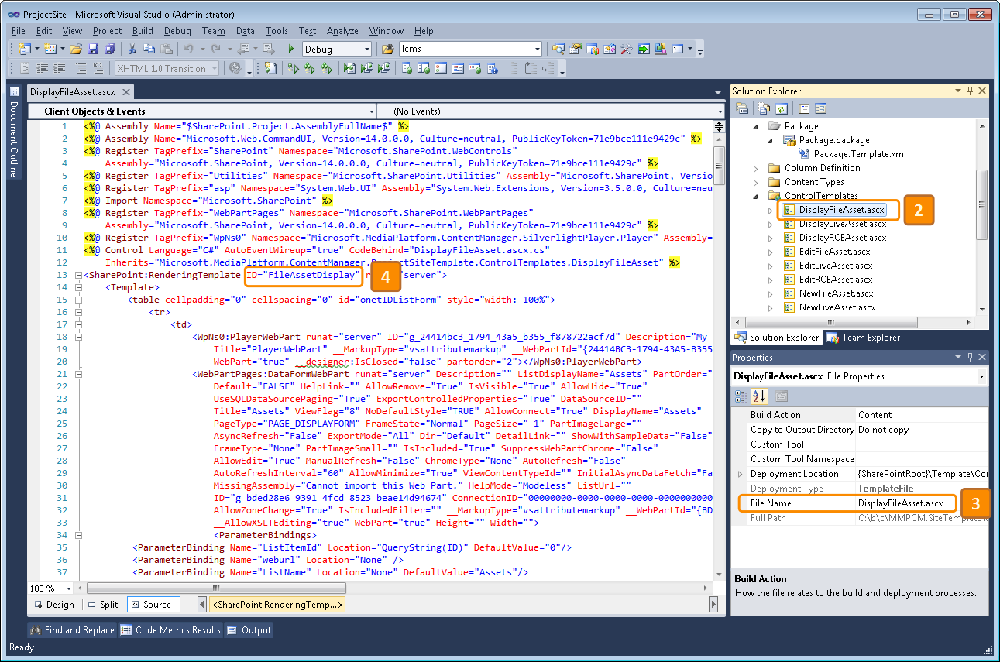 ProjectSite - Microsoft Visual Studio (Administrator)
File Edit View Project Build Debug Team Data Tools Test Analyze Window Help
Debug lcms
XHTML 1.0 Transition
Document Outline
DisplayFileAsset.ascx
Client Objects & Events (No Events)
1 <%@ Assembly Name="$SharePoint.Project.AssemblyFullName$" %>
2 <%@ Assembly Name="Microsoft.Web.CommandUI, Version=14.0.0.0, Culture=neutral, PublicKeyToken=71e9bce111e9429c" %>
3 <%@ Register TagPrefix="SharePoint" Namespace="Microsoft.SharePoint.WebControls"
4 Assembly="Microsoft.SharePoint, Version=14.0.0.0, Culture=neutral, PublicKeyToken=71e9bce111e9429c" %>
5 <%@ Register TagPrefix="Utilities" Namespace="Microsoft.SharePoint.Utilities" Assembly="Microsoft.SharePoint, Versio
6 <%@ Register TagPrefix="asp" Namespace="System.Web.UI" Assembly="System.Web.Extensions, Version=3.5.0.0, Culture=neu
7 <%@ Import Namespace="Microsoft.SharePoint" %>
8 <%@ Register TagPrefix="WebPartPages" Namespace="Microsoft.SharePoint.WebPartPages"
9 Assembly="Microsoft.SharePoint, Version=14.0.0.0, Culture=neutral, PublicKeyToken=71e9bce111e9429c" %>
10 <%@ Register TagPrefix="WpNs0" Namespace="Microsoft.MediaPlatform.ContentManager.SilverlightPlayer.Player" Assembly=
11 <%@ Control Language="C#" AutoEventWireup="true" CodeBehind="DisplayFileAsset.ascx.cs"
12 Inherits="Microsoft.MediaPlatform.ContentManager. ctSiteTemplate.ControlTemplates.DisplayFileAsset" %>
13 <SharePoint:RenderingTemplate ID="FileAssetDisplay" r "server">
4
14 <Template>
15 <table cellpadding="0" cellspacing="0" id="onetIDListForm" style="width: 100%">
16 <tr>
17 <td>
18 <WpNs0:PlayerWebPart runat="server" ID="g_24414bc3_1794_43a5_b355_f878722acf7d" Description="My
19 Title="PlayerWebPart" __MarkupType="vsattributemarkup" __WebPartId="{24414BC3-1794-43A5-B355
20 WebPart="true" __designer:IsClosed="false" partorder="2"></WpNs0:PlayerWebPart>
21 <WebPartPages:DataFormWebPart runat="server" Description="" ListDisplayName="Assets" PartOrder="
22 Default="FALSE" HelpLink="" AllowRemove="True" IsVisible="True" AllowHide="True"
23 UseSQLDataSourcePaging="True" ExportControlledProperties="True" DataSourceID=""
24 Title="Assets" ViewFlag="8" NoDefaultStyle="TRUE" AllowConnect="True" DisplayName="Assets"
25 PageType="PAGE_DISPLAYFORM" FrameState="Normal" PageSize="-1" PartImageLarge=""
26 AsyncRefresh="False" ExportMode="All" Dir="Default" DetailLink="" ShowWithSampleData="False"
27 FrameType="None" PartImageSmall="" IsIncluded="True" SuppressWebPartChrome="False"
28 AllowEdit="True" ManualRefresh="False" ChromeType="None" AutoRefresh="False"
29 AutoRefreshInterval="60" AllowMinimize="True" ViewContentTypeId="" InitialAsyncDataFetch="Fa
30 MissingAssembly="Cannot import this Web Part." HelpMode="Modeless" ListUrl=""
31 ID="g_bded28e6_9391_4fcd_8523_beae14d94674" ConnectionID="00000000-0000-0000-0000-0000000000
32 AllowZoneChange="True" IsIncludedFilter="" __MarkupType="vsattributemarkup" __WebPartId="{BD
33 __AllowXSLTEditing="true" WebPart="true" Height="" Width="">
34 <ParameterBindings>
35 <ParameterBinding Name="ListItemId" Location="QueryString(ID)" DefaultValue="0"/>
36 <ParameterBinding Name="weburl" Location="None" />
37 <ParameterBinding Name="ListName" Location="None" DefaultValue="Assets"/>
100 %
Design Split Source <SharePoint:RenderingTemp...>
Solution Explorer
Package
Package.package
Package.Template.xml
Column Definition
Content Types
ControlTemplates
DisplayFileAsset.ascx
2
DisplayLiveAsset.ascx
DisplayRCEAsset.ascx
EditFileAsset.ascx
EditLiveAsset.ascx
EditRCEAsset.ascx
NewFileAsset.ascx
NewLiveAsset.ascx
Solution Explorer Team Explorer
Properties
DisplayFileAsset.ascx File Properties
Build Action Content
Copy to Output Directory Do not copy
Custom Tool
Custom Tool Namespace
Deployment Location {SharePointRoot}\Template\Cor
Deployment Type TemplateFile
File Name DisplayFileAsset.ascx
3
Full Path C:\b\c\MMPCM.SiteTemplate
Build Action
How the file relates to the build and deployment processes.
Find and Replace Code Metrics Results Output
Ready